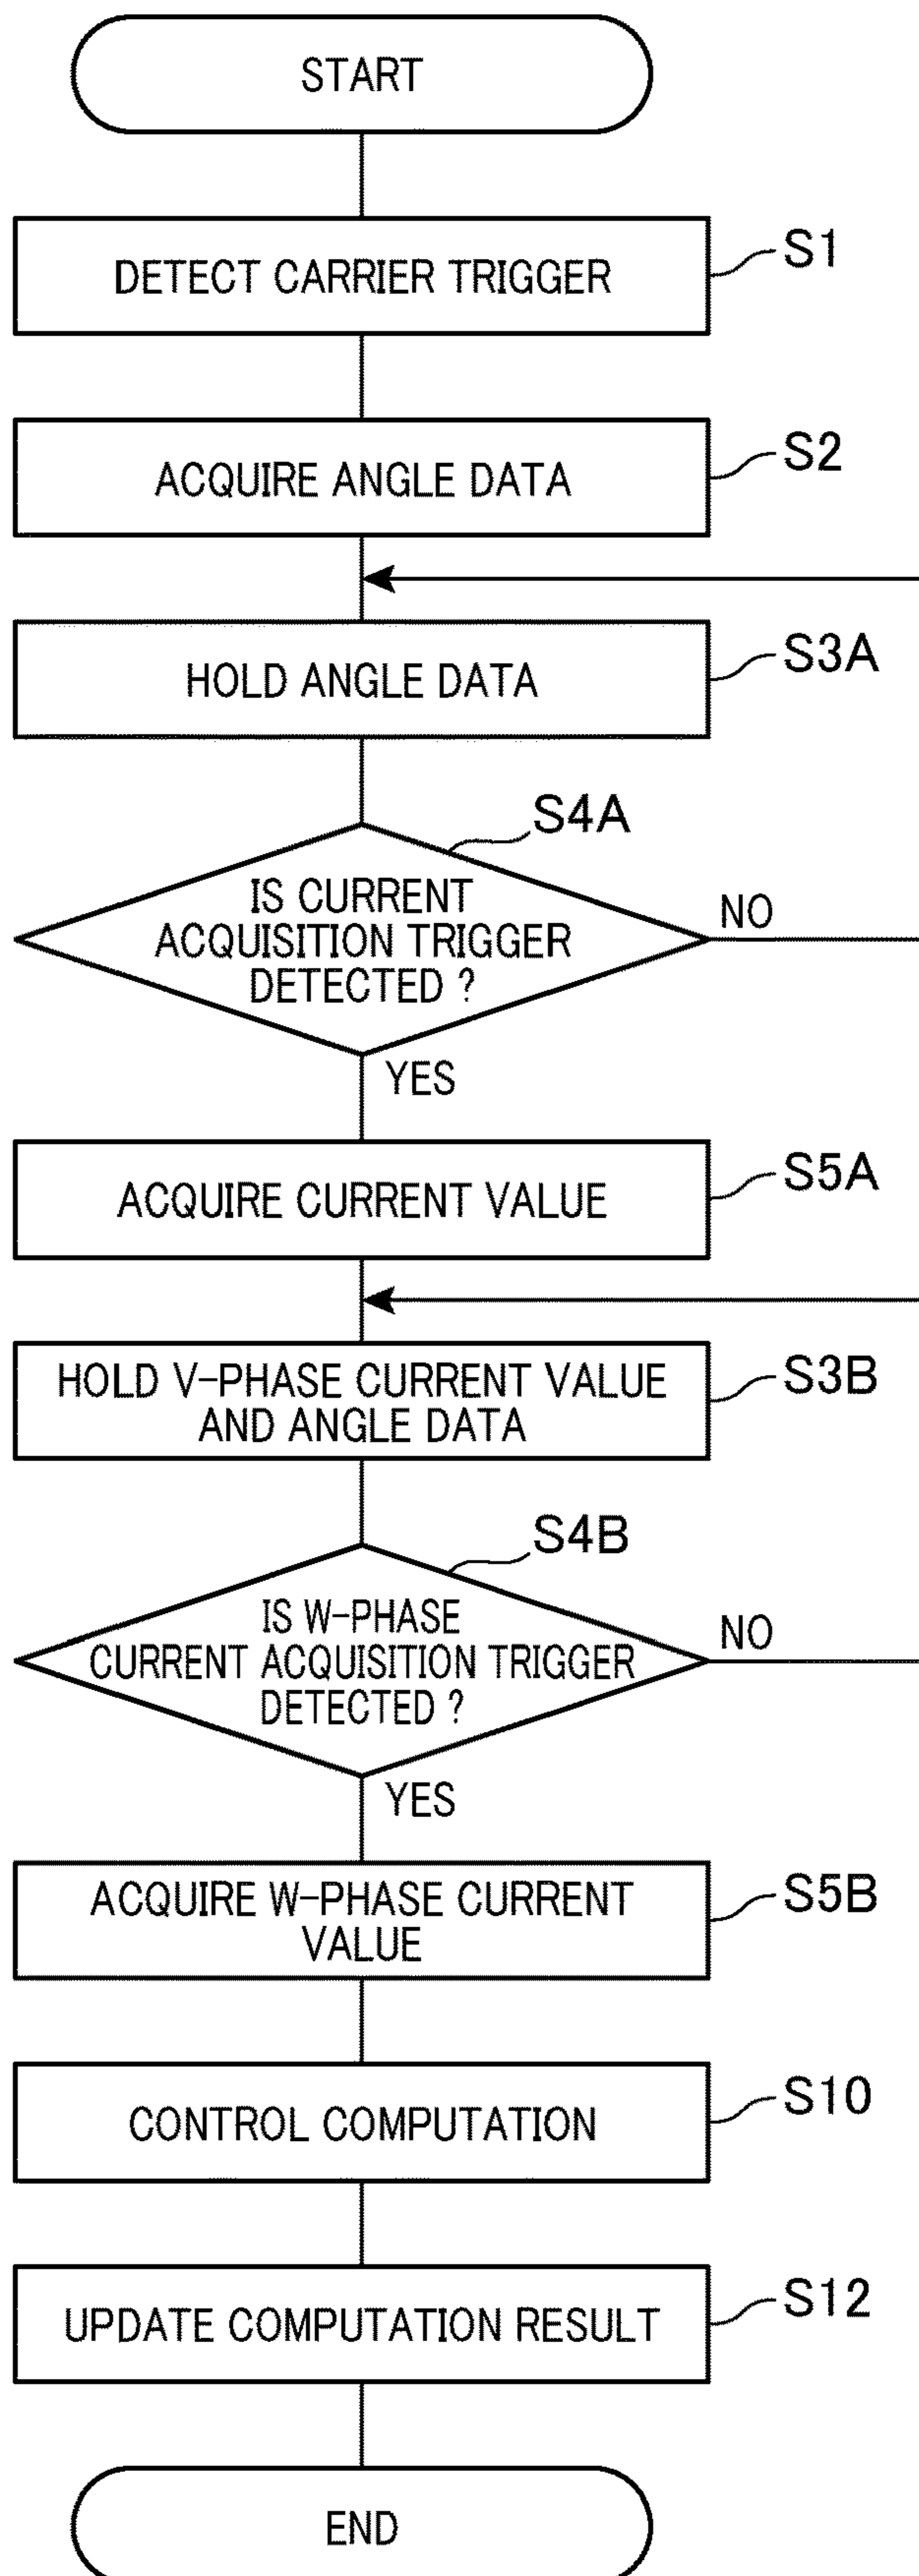 START
DETECT CARRIER TRIGGER
S1
ACQUIRE ANGLE DATA
S2
HOLD ANGLE DATA
S3A
S4A
IS CURRENT
ACQUISITION TRIGGER
DETECTED ?
NO
YES
ACQUIRE CURRENT VALUE
S5A
HOLD V-PHASE CURRENT VALUE
AND ANGLE DATA
S3B
S4B
IS W-PHASE
CURRENT ACQUISITION TRIGGER
DETECTED ?
NO
YES
ACQUIRE W-PHASE CURRENT
VALUE
S5B
CONTROL COMPUTATION
S10
UPDATE COMPUTATION RESULT
S12
END